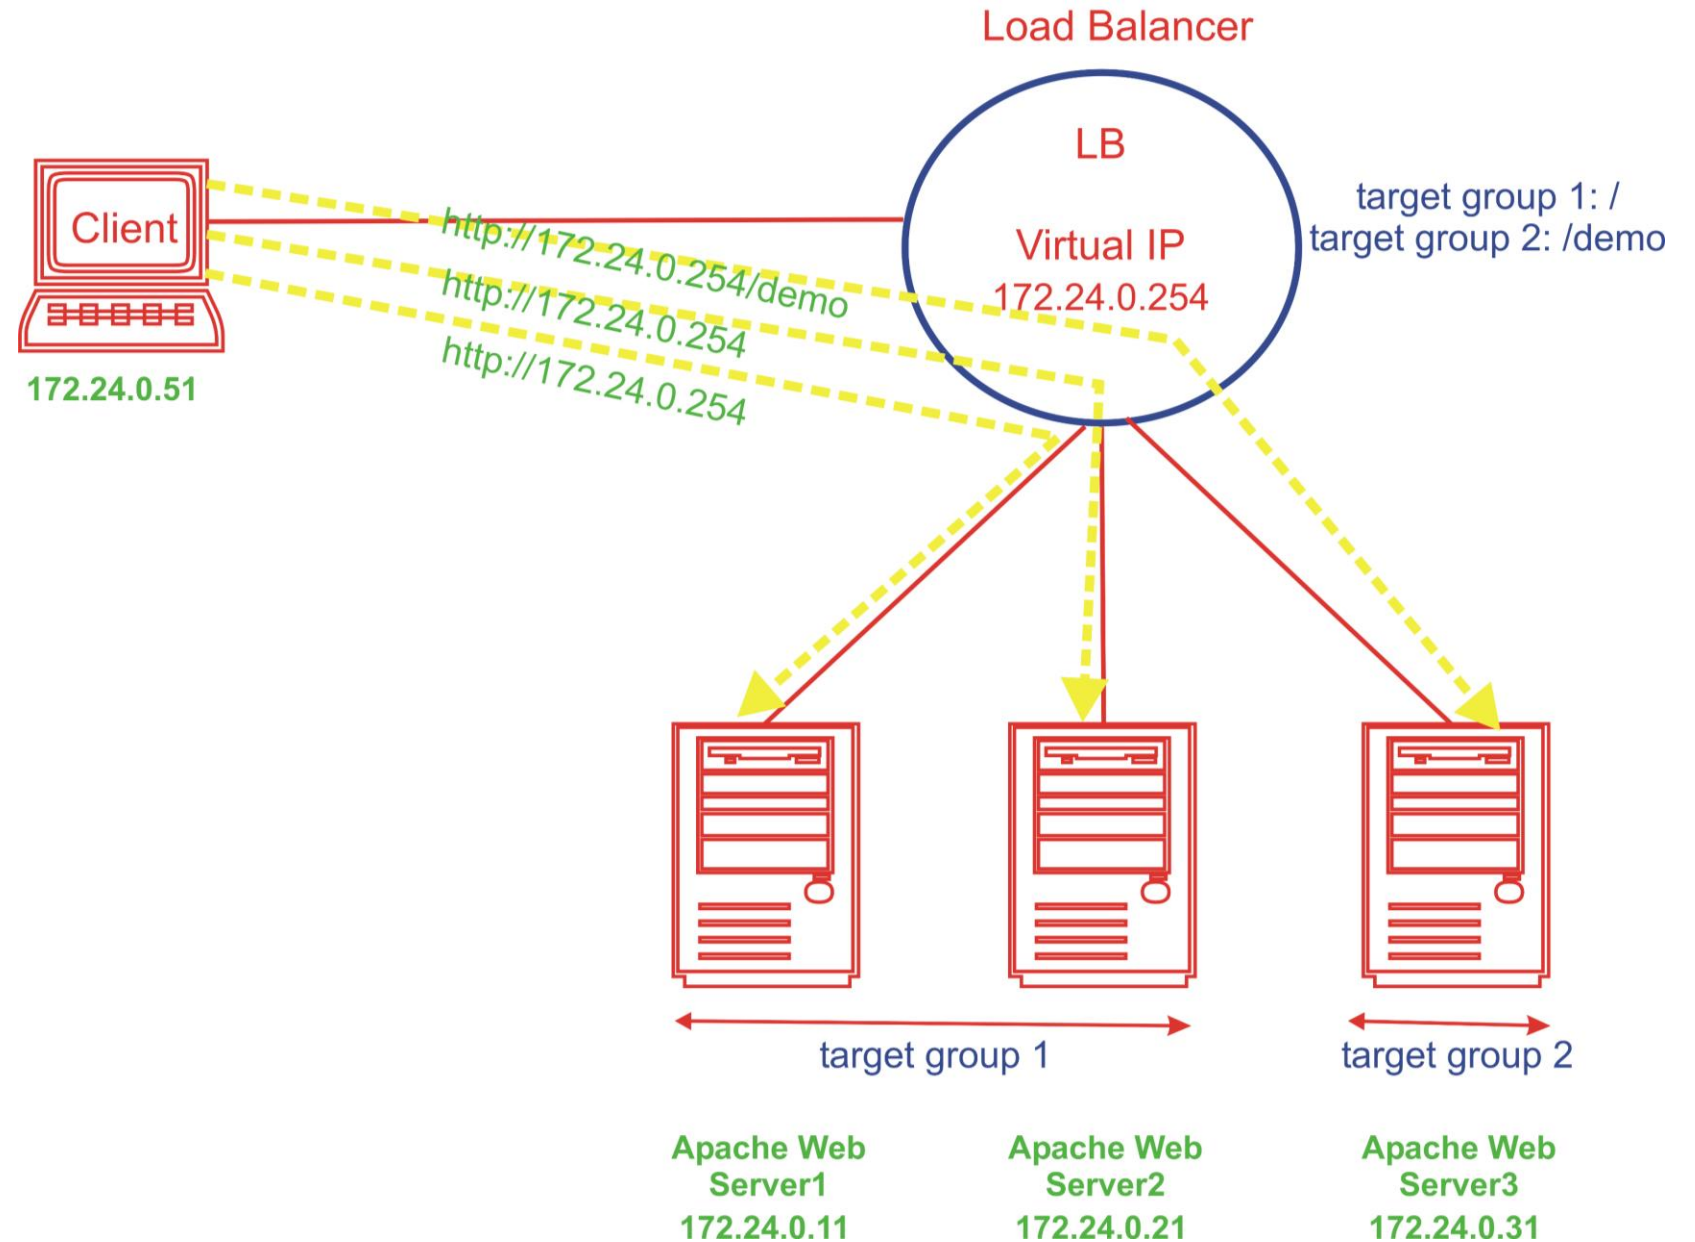 Load Balancer
LB
Virtual IP
172.24.0.254
target group 1: /
target group 2: /demo
Client
172.24.0.51
http://172.24.0.254/demo
http://172.24.0.254
http://172.24.0.254
target group 1
target group 2
Apache Web
Server1
172.24.0.11
Apache Web
Server2
172.24.0.21
Apache Web
Server3
172.24.0.31